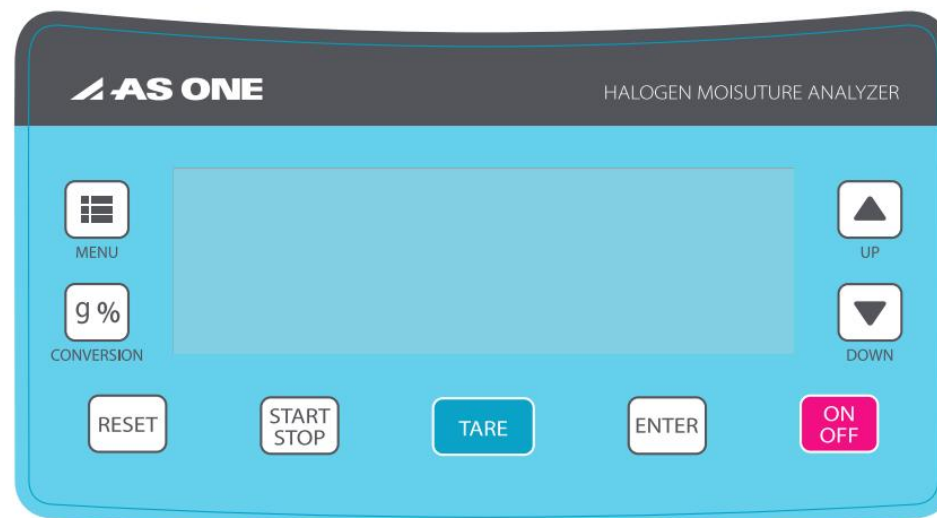 AS ONE
HALOGEN MOISUTURE ANALYZER
MENU
UP
g %
CONVERSION
DOWN
RESET
START
STOP
TARE
ENTER
ON
OFF